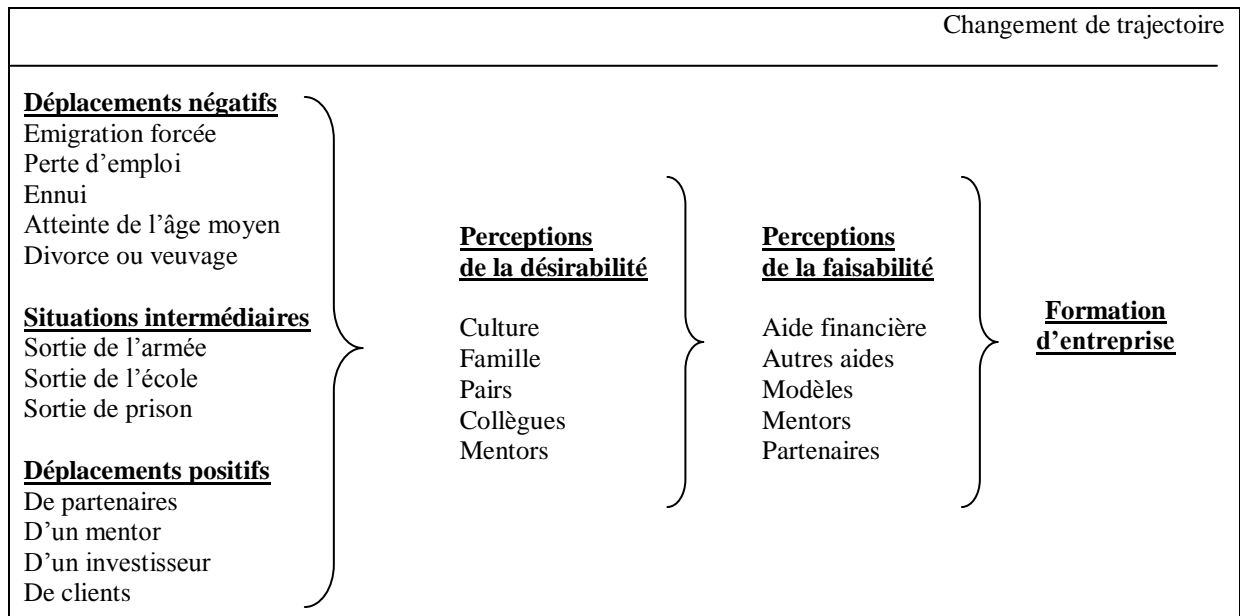 Changement de trajectoire
Déplacements négatifs
Emigration forcée
Perte d’emploi
Ennui
Atteinte de l’âge moyen
Divorce ou veuvage
Situations intermédiaires
Sortie de l’armée
Sortie de l’école
Sortie de prison
Déplacements positifs
De partenaires
D’un mentor
D’un investisseur
De clients
Perceptions
de la désirabilité
Culture
Famille
Pairs
Collègues
Mentors
Perceptions
de la faisabilité
Aide financière
Autres aides
Modèles
Mentors
Partenaires
Formation
d’entreprise